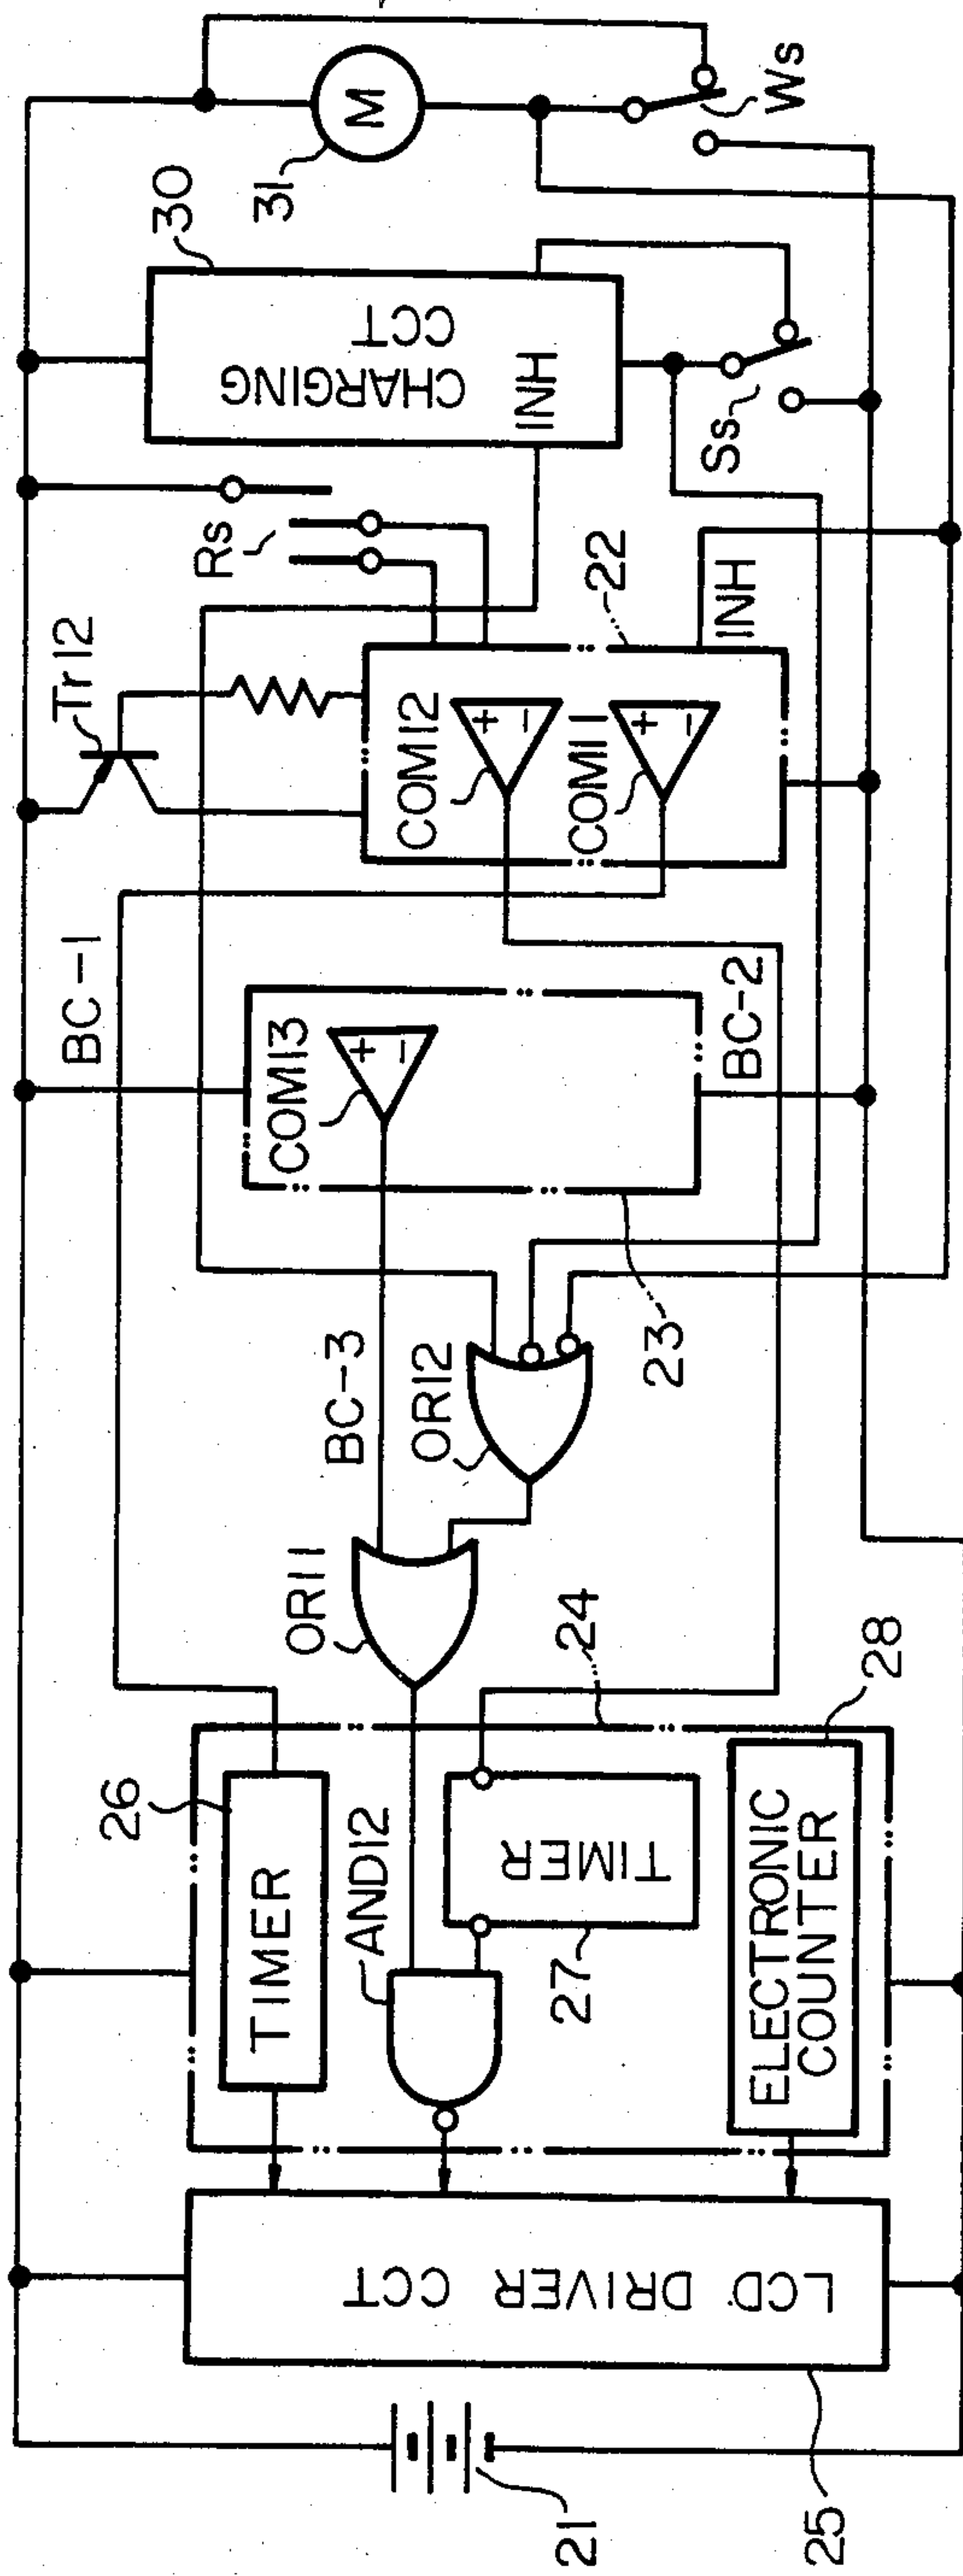 M
31
Ws
30
CHARGING
CCT
INH
Ss
Rs
Tr12
22
INH
COM12
+
−
COM11
+
−
BC-1
COM13
+
−
BC-2
23
BC-3
OR12
OR11
24
28
26
TIMER
AND12
TIMER
27
ELECTRONIC
COUNTER
LCD DRIVER CCT
21
25